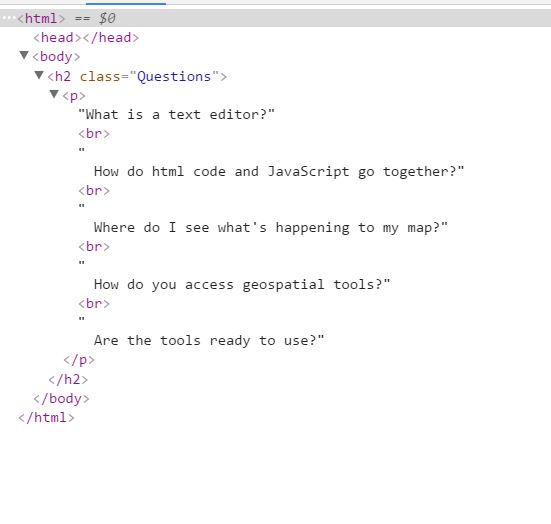 ···<html> == $0
<head></head>
▼<body>
▼<h2 class="Questions">
▼<p>
"What is a text editor?"
<br>
"
How do html code and JavaScript go together?"
<br>
"
Where do I see what's happening to my map?"
<br>
"
How do you access geospatial tools?"
<br>
"
Are the tools ready to use?"
</p>
</h2>
</body>
</html>